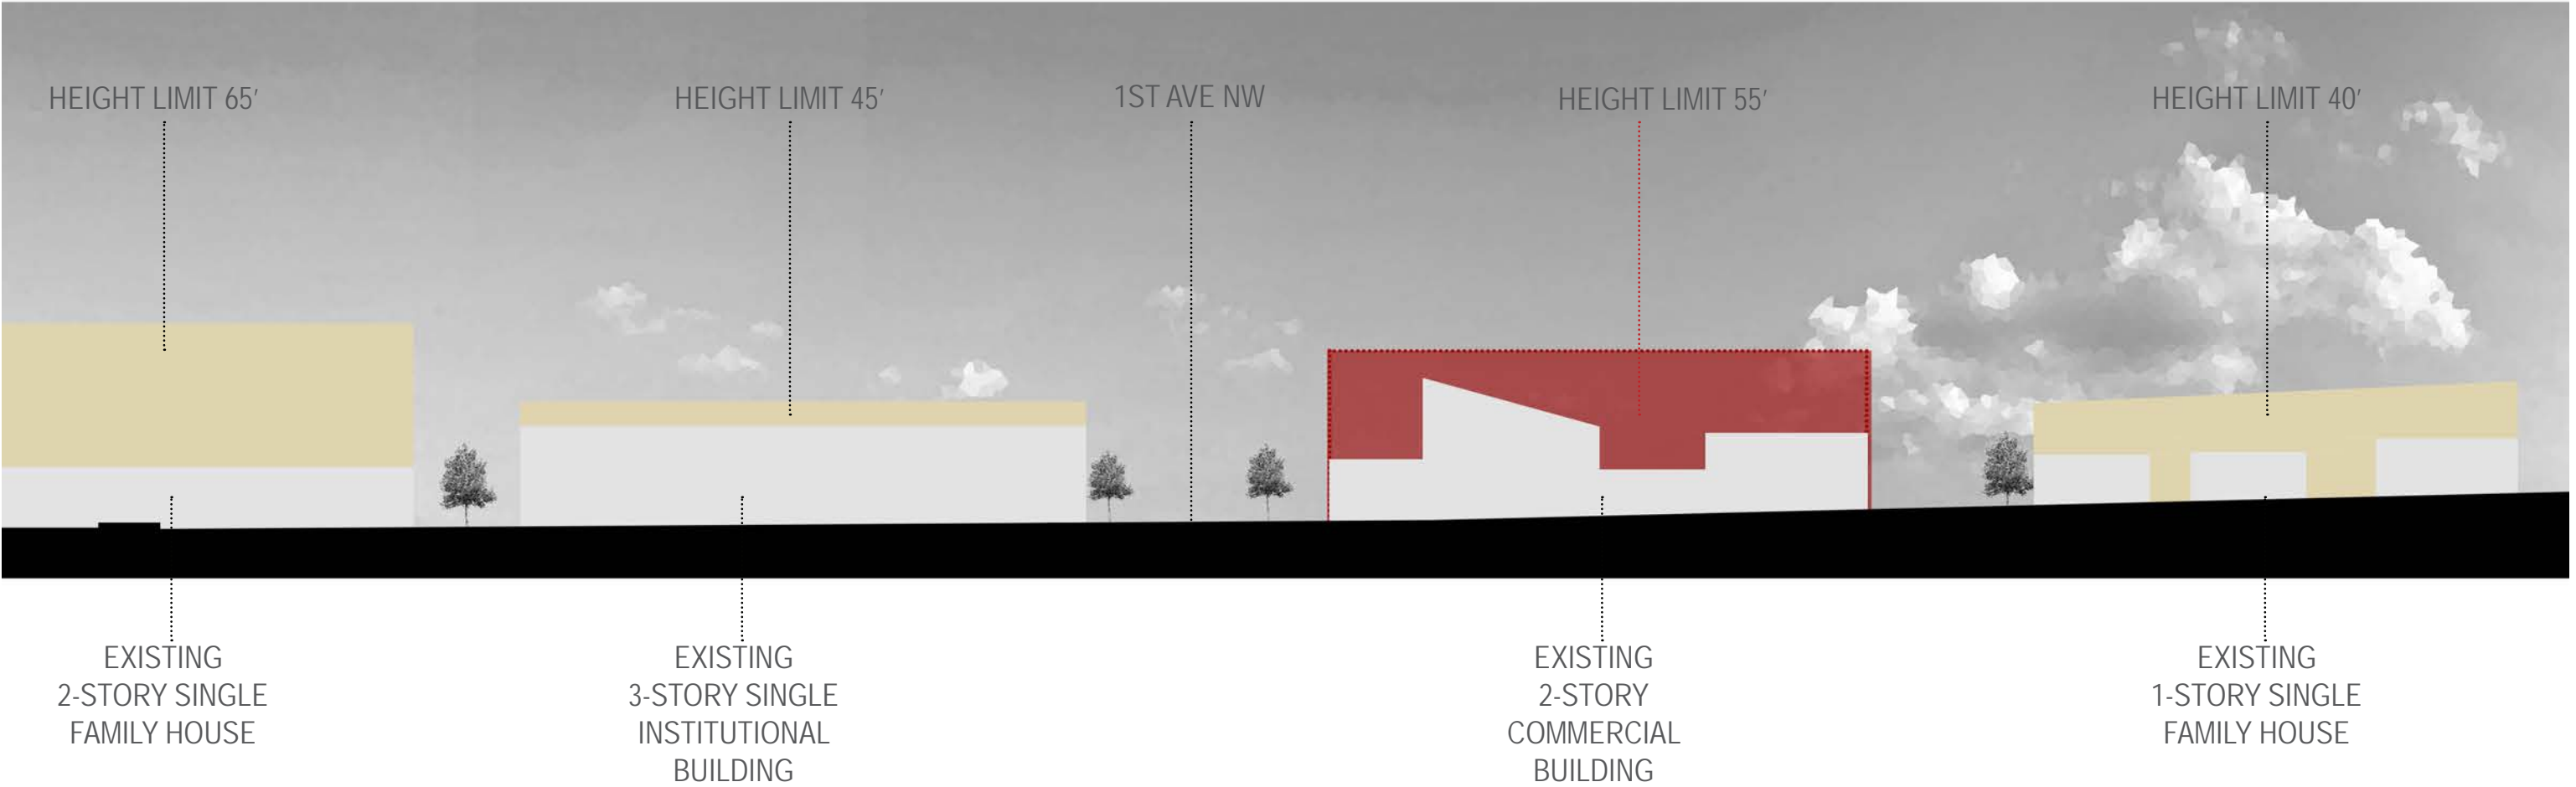 HEIGHT LIMIT 65'
HEIGHT LIMIT 45'
1ST AVE NW
HEIGHT LIMIT 55'
HEIGHT LIMIT 40'
EXISTING
2-STORY SINGLE
FAMILY HOUSE
EXISTING
3-STORY SINGLE
INSTITUTIONAL
BUILDING
EXISTING
2-STORY
COMMERCIAL
BUILDING
EXISTING
1-STORY SINGLE
FAMILY HOUSE